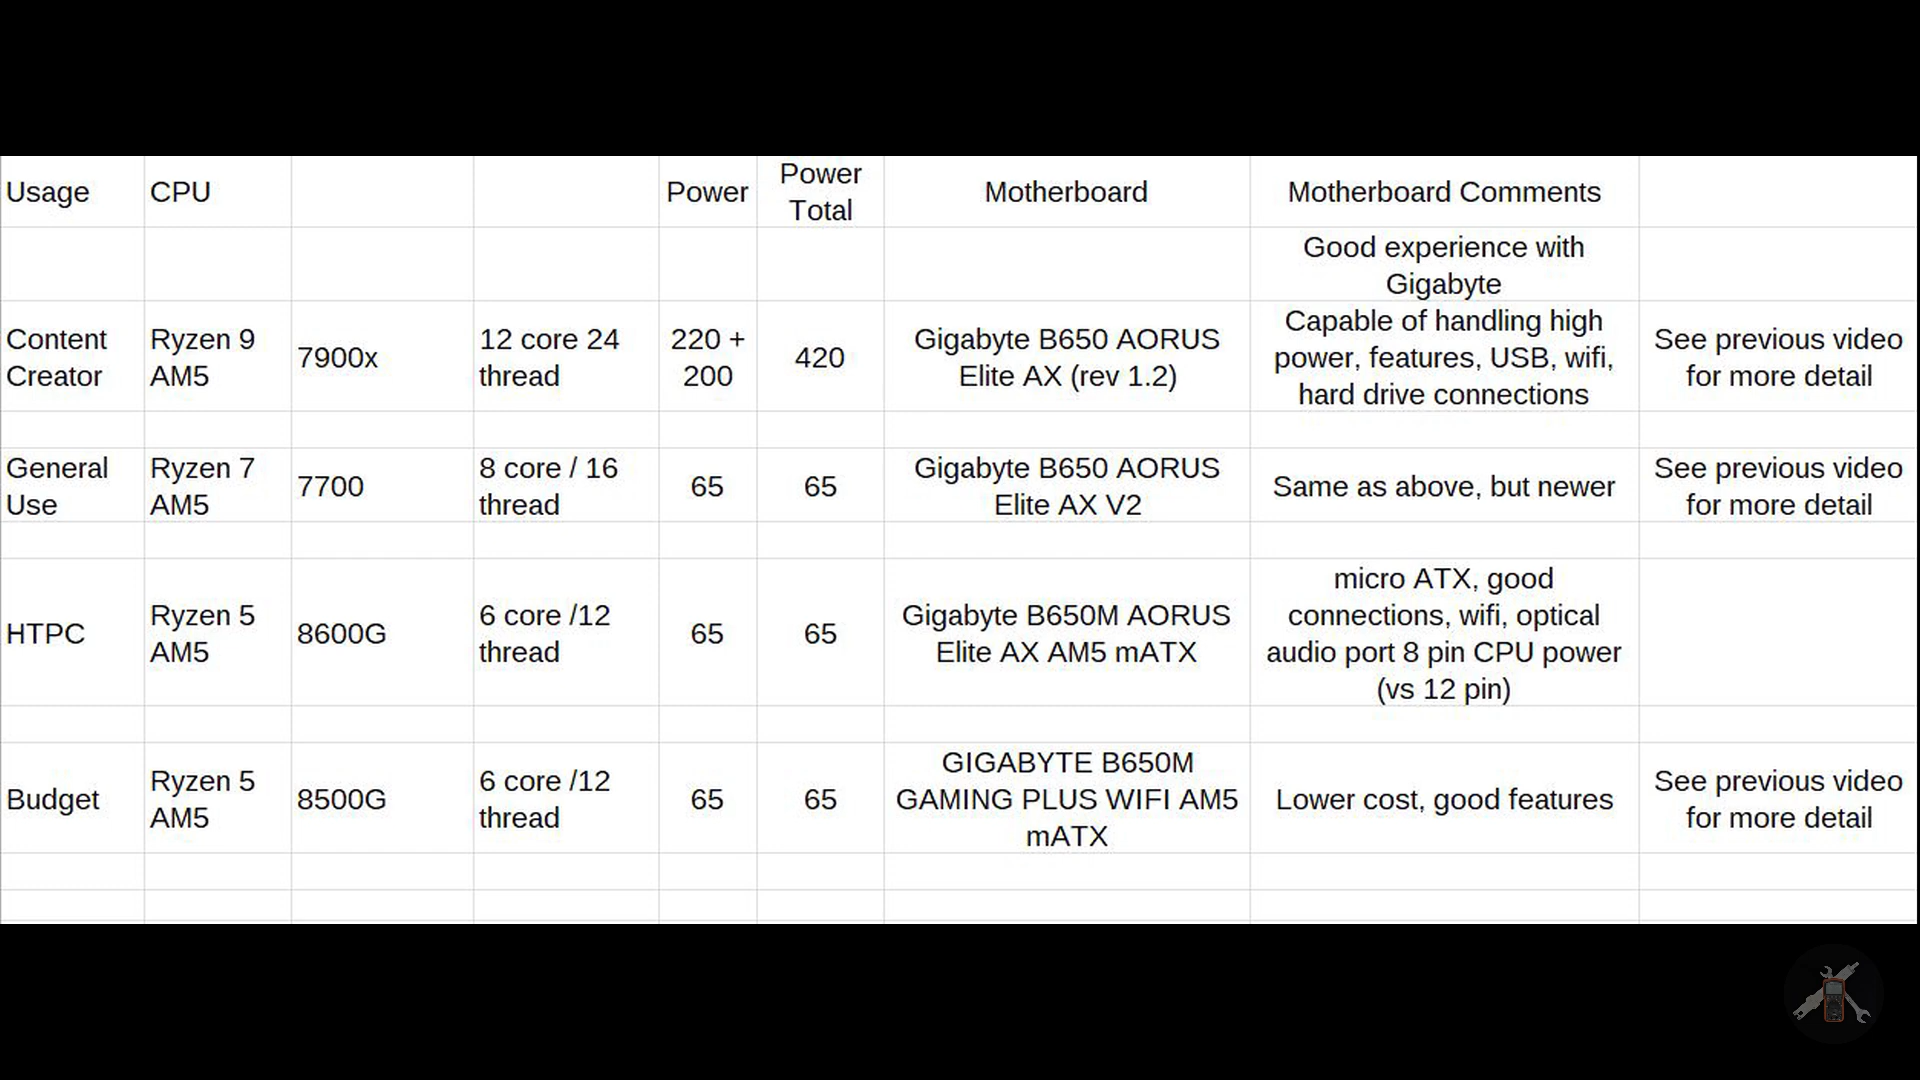 Usage CPU Power Power Total Motherboard Motherboard Comments
Good experience with
Gigabyte
Content
Creator
Ryzen 9
AM5
7900x
12 core 24
thread
220 +
200
420
Gigabyte B650 AORUS
Elite AX (rev 1.2)
Capable of handling high
power, features, USB, wifi,
hard drive connections
See previous video
for more detail
General
Use
Ryzen 7
AM5
7700
8 core / 16
thread
65
65
Gigabyte B650 AORUS
Elite AX V2
Same as above, but newer
See previous video
for more detail
HTPC
Ryzen 5
AM5
8600G
6 core /12
thread
65
65
Gigabyte B650M AORUS
Elite AX AM5 mATX
micro ATX, good
connections, wifi, optical
audio port 8 pin CPU power
(vs 12 pin)
Budget
Ryzen 5
AM5
8500G
6 core /12
thread
65
65
GIGABYTE B650M
GAMING PLUS WIFI AM5
mATX
Lower cost, good features
See previous video
for more detail